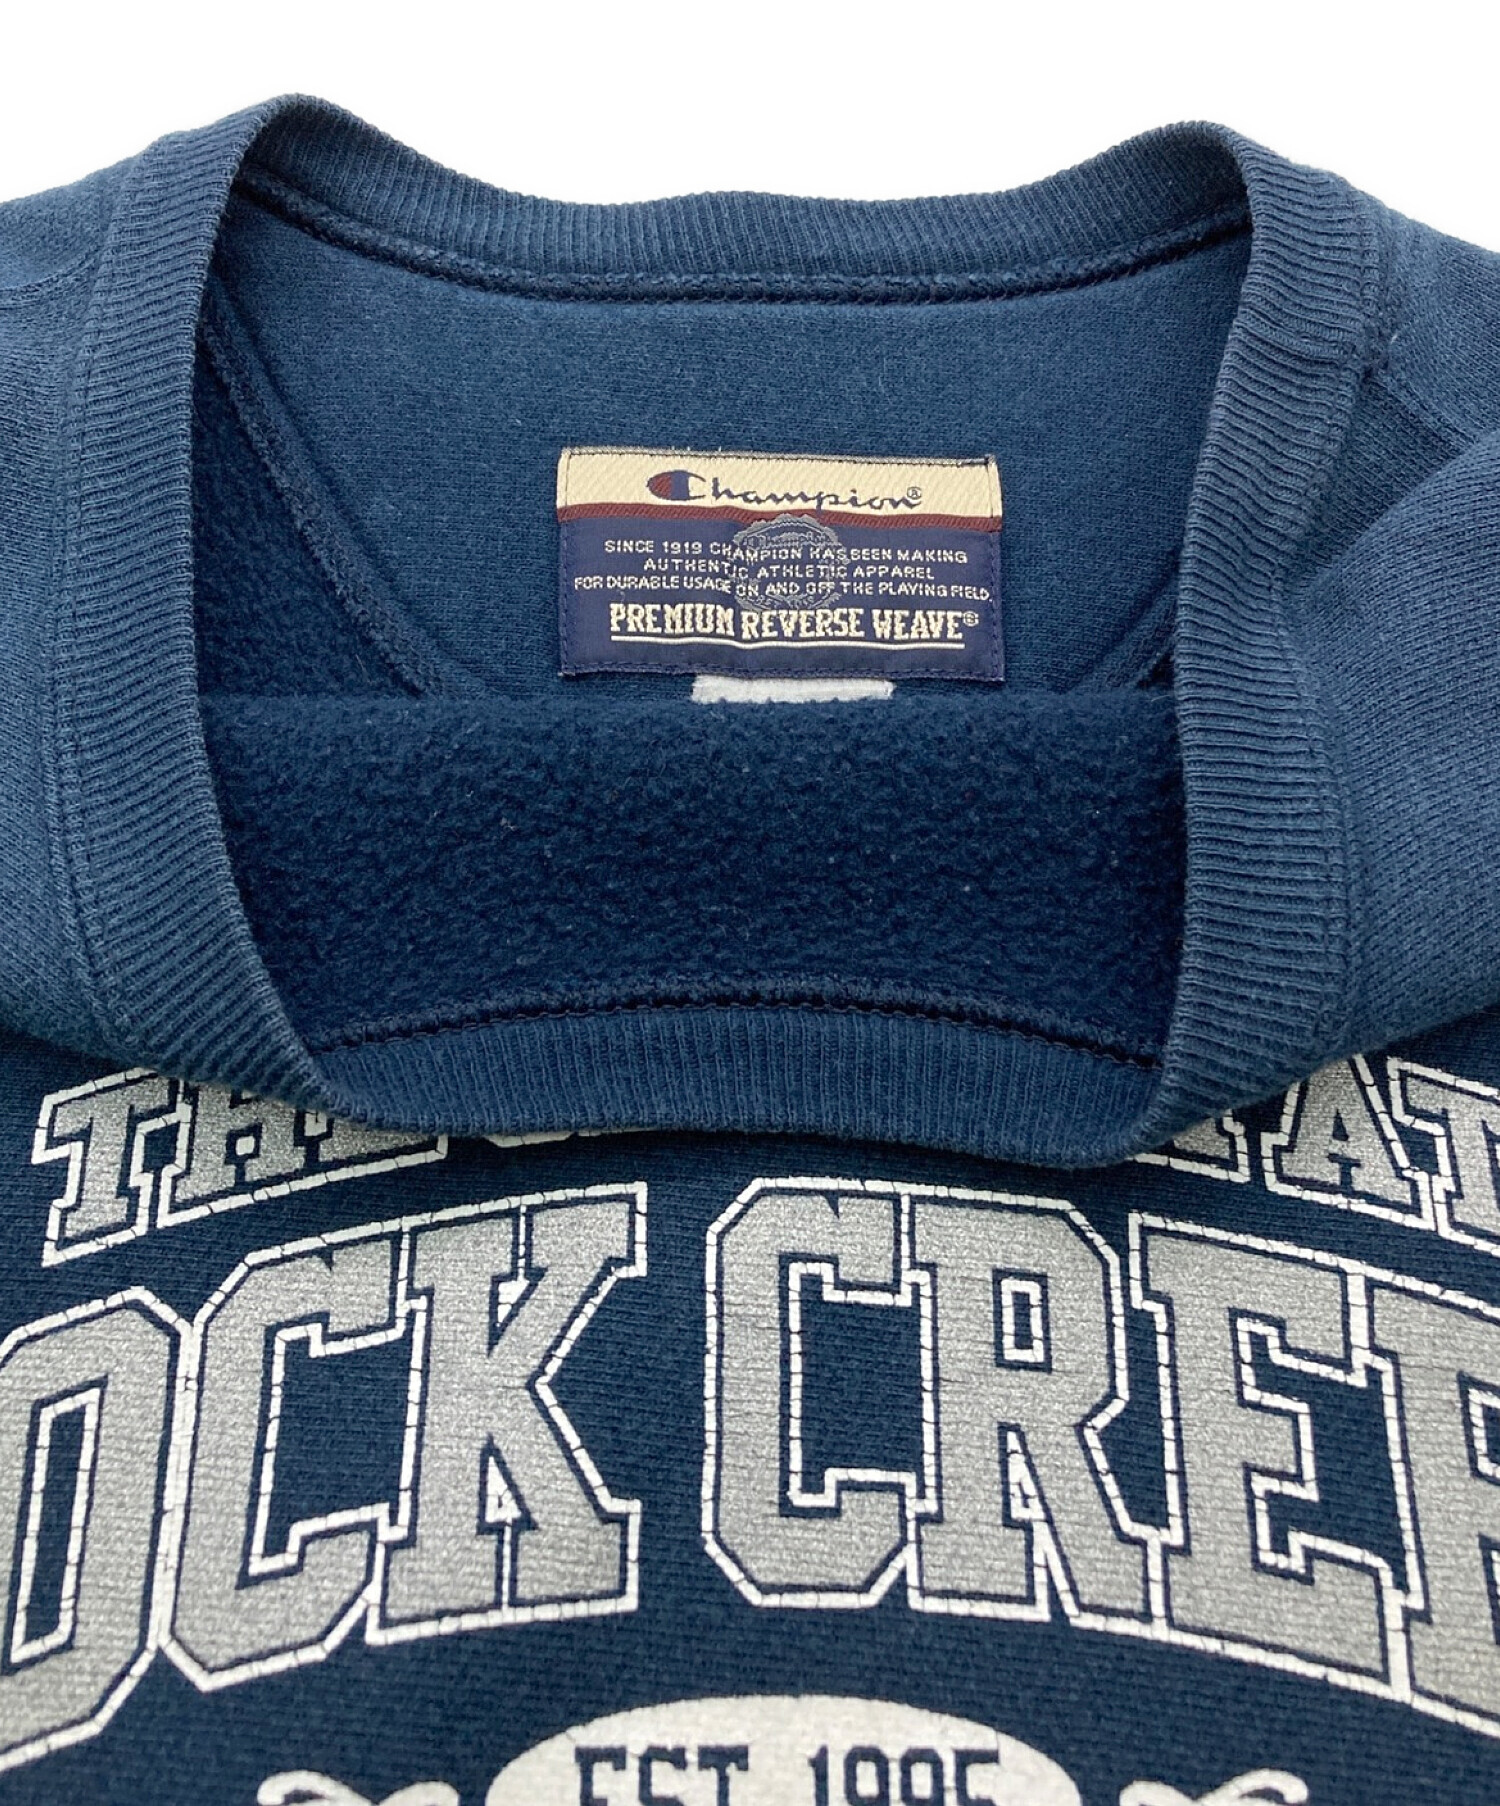 Champion®
SINCE 1919 CHAMPION HAS BEEN MAKING
AUTHENTIC ATHLETIC APPAREL
FOR DURABLE USAGE ON AND OFF THE PLAYING FIELD.
PREMIUM REVERSE WEAVE®
OCK CREE
EST 1995